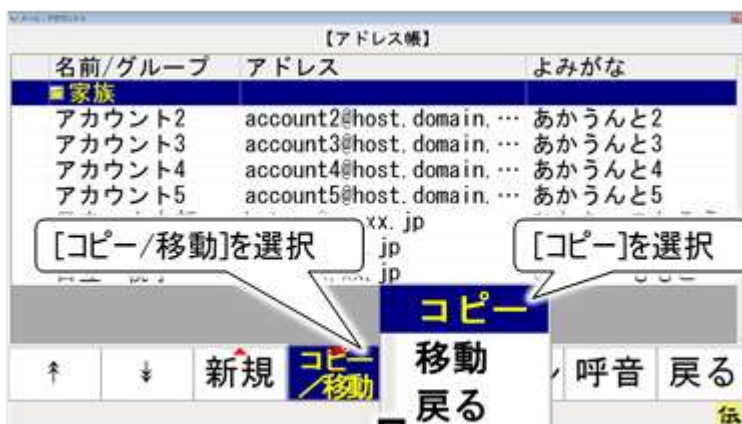 【アドレス帳】
名前/グループ アドレス よみがな
家族
アカウント2 account2@host.domain.… あかうんと2
アカウント3 account3@host.domain.… あかうんと3
アカウント4 account4@host.domain.… あかうんと4
アカウント5 account5@host.domain.… あかうんと5
xx.jp
[コピー/移動]を選択 jp [コピー]を選択
jp
コピー
移動
戻る
⇞ ⇟ 新規 コピー/移動 呼音 戻る
伝